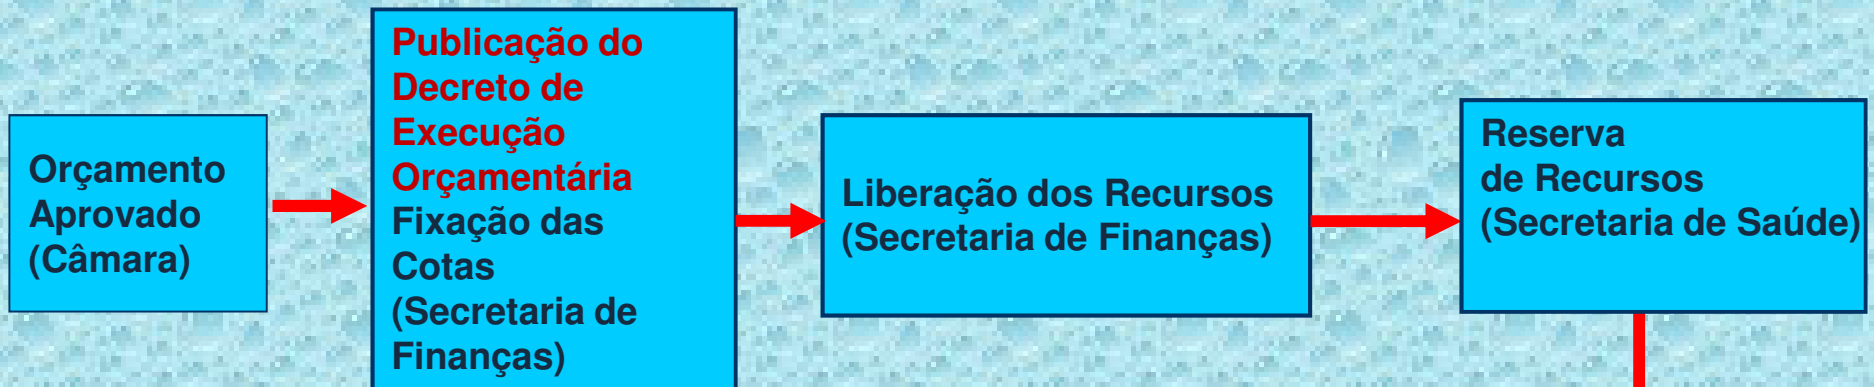 Orçamento
Aprovado
(Câmara)
Publicação do
Decreto de
Execução
Orçamentária
Fixação das
Cotas
(Secretaria de
Finanças)
Liberação dos Recursos
(Secretaria de Finanças)
Reserva
de Recursos
(Secretaria de Saúde)